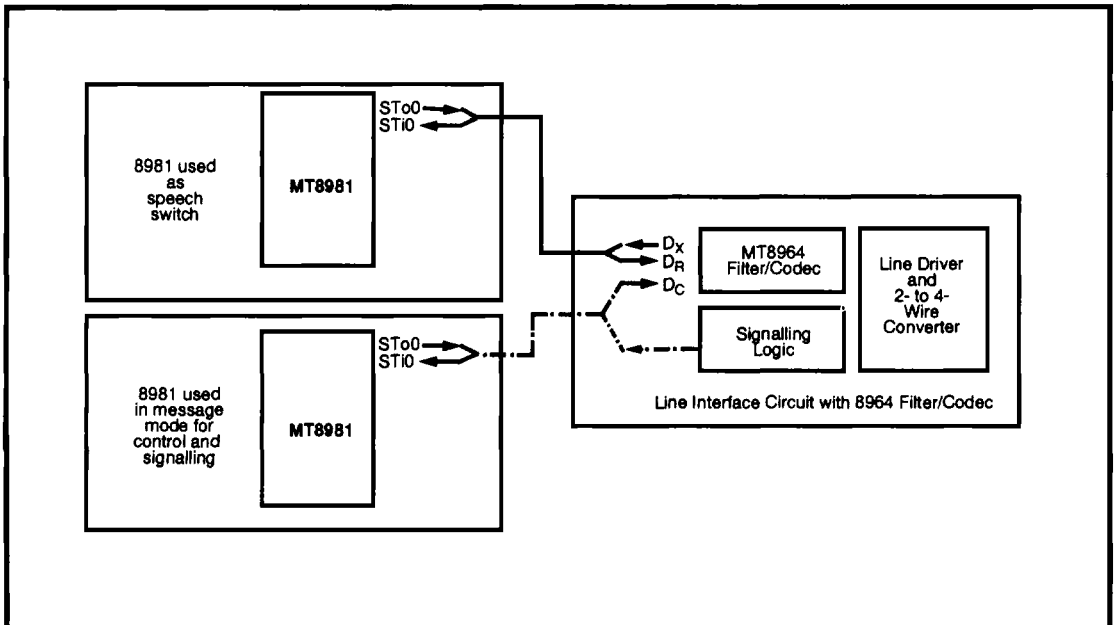 8981 used
as
speech
switch
MT8981
STo0
STi0
8981 used
in message
mode for
control and
signalling
MT8981
STo0
STi0
DX
DR
DC
MT8964
Filter/Codec
Signalling
Logic
Line Driver
and
2- to 4-
Wire
Converter
Line Interface Circuit with 8964 Filter/Codec